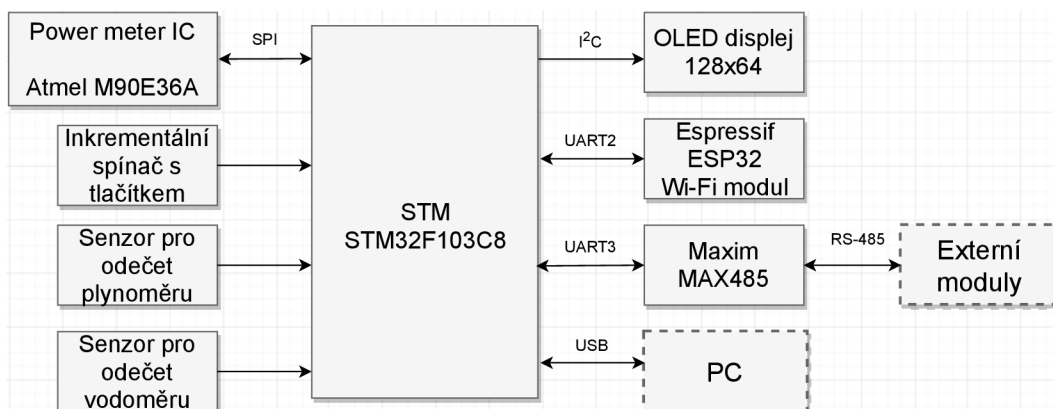 Power meter IC
Atmel M90E36A
SPI
Inkrementální
spínač s
tlačítkem
Senzor pro
odečet
plynoměru
Senzor pro
odečet
vodoměru
STM
STM32F103C8
I²C
OLED displej
128x64
UART2
Espressif
ESP32
Wi-Fi modul
UART3
Maxim
MAX485
RS-485
Externí
moduly
USB
PC